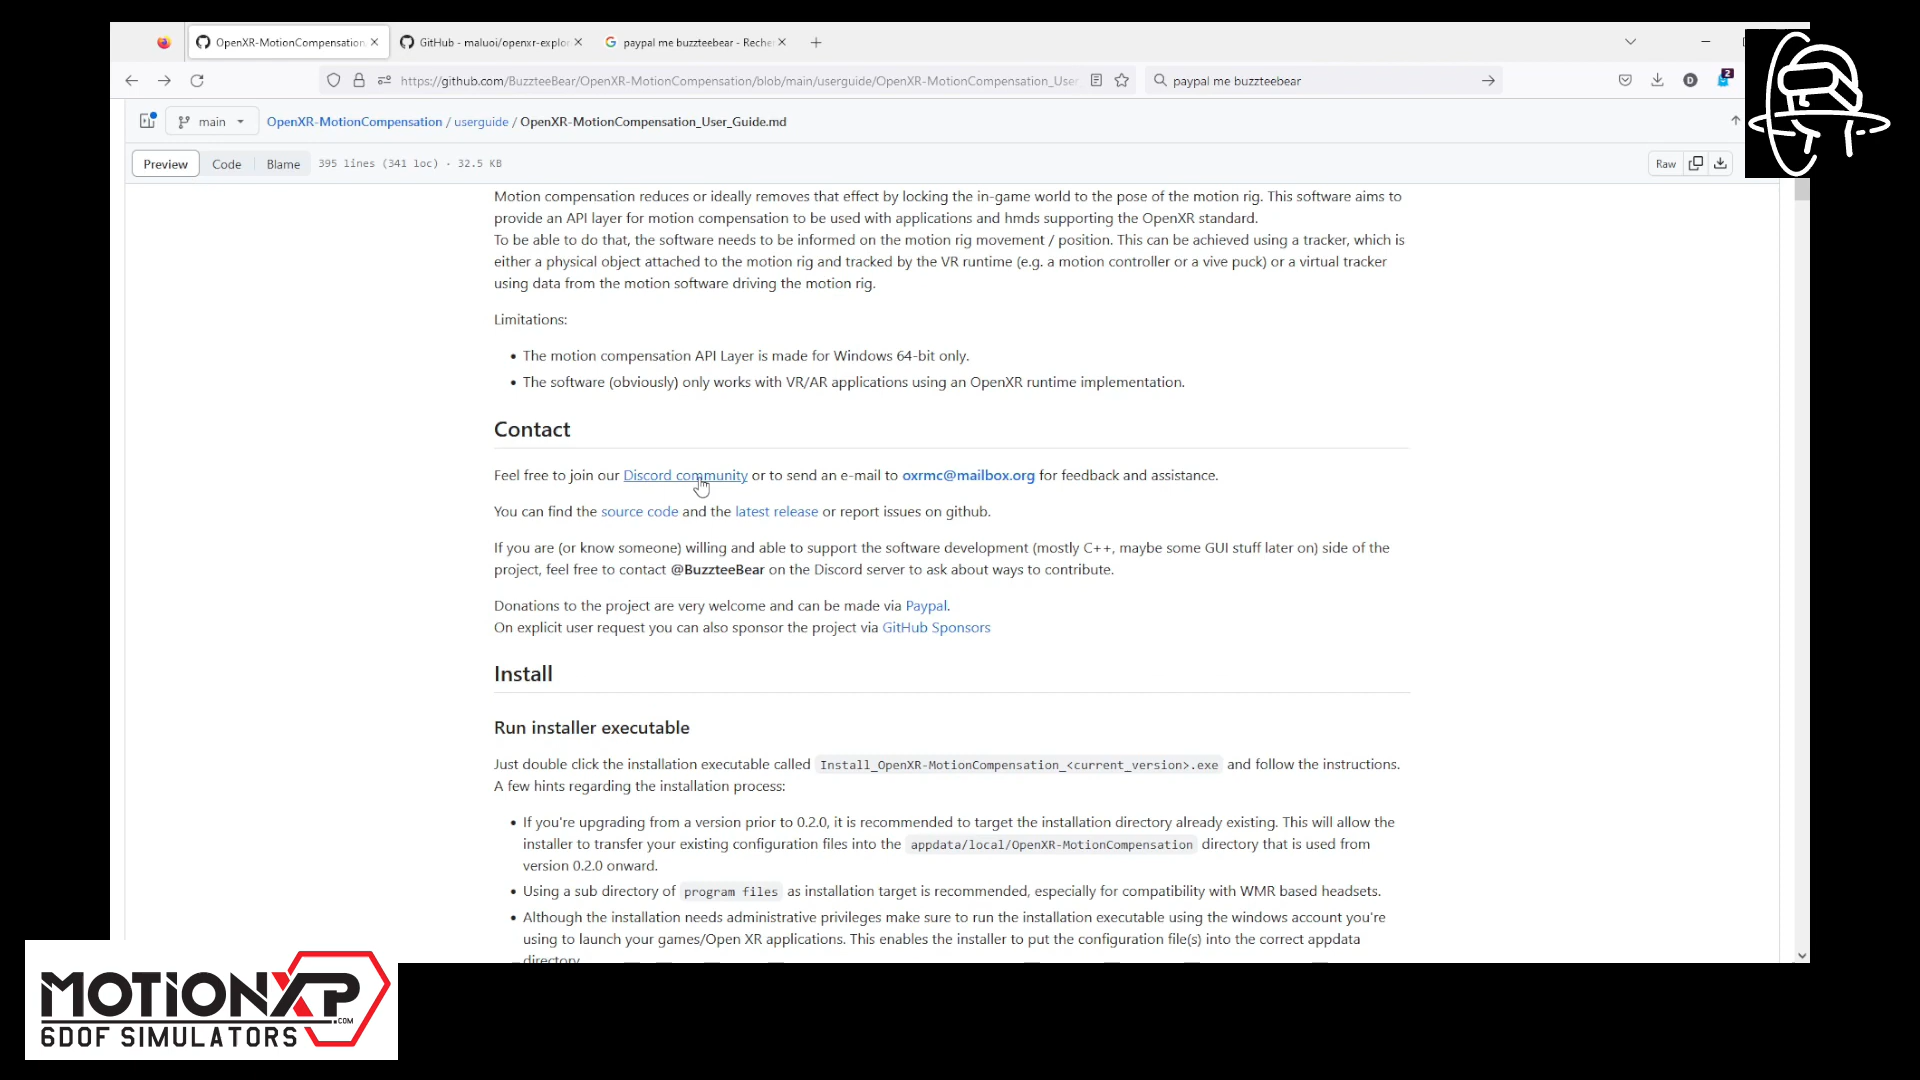 OpenXR-MotionCompensation
GitHub - maluoi/openxr-explor
paypal me buzzteebear - Reche
https://github.com/BuzzteeBear/OpenXR-MotionCompensation/blob/main/userguide/OpenXR-MotionCompensation_User
paypal me buzzteebear
D
2
main
OpenXR-MotionCompensation / userguide / OpenXR-MotionCompensation_User_Guide.md
Preview Code Blame 395 lines (341 loc) · 32.5 KB
Raw
Motion compensation reduces or ideally removes that effect by locking the in-game world to the pose of the motion rig. This software aims to
provide an API layer for motion compensation to be used with applications and hmds supporting the OpenXR standard.
To be able to do that, the software needs to be informed on the motion rig movement / position. This can be achieved using a tracker, which is
either a physical object attached to the motion rig and tracked by the VR runtime (e.g. a motion controller or a vive puck) or a virtual tracker
using data from the motion software driving the motion rig.
Limitations:
• The motion compensation API Layer is made for Windows 64-bit only.
• The software (obviously) only works with VR/AR applications using an OpenXR runtime implementation.
Contact
Feel free to join our Discord community or to send an e-mail to oxrmc@mailbox.org for feedback and assistance.
You can find the source code and the latest release or report issues on github.
If you are (or know someone) willing and able to support the software development (mostly C++, maybe some GUI stuff later on) side of the
project, feel free to contact @BuzzteeBear on the Discord server to ask about ways to contribute.
Donations to the project are very welcome and can be made via Paypal.
On explicit user request you can also sponsor the project via GitHub Sponsors
Install
Run installer executable
Just double click the installation executable called Install_OpenXR-MotionCompensation_<current_version>.exe and follow the instructions.
A few hints regarding the installation process:
• If you're upgrading from a version prior to 0.2.0, it is recommended to target the installation directory already existing. This will allow the
installer to transfer your existing configuration files into the appdata/local/OpenXR-MotionCompensation directory that is used from
version 0.2.0 onward.
• Using a sub directory of program files as installation target is recommended, especially for compatibility with WMR based headsets.
• Although the installation needs administrative privileges make sure to run the installation executable using the windows account you're
using to launch your games/Open XR applications. This enables the installer to put the configuration file(s) into the correct appdata
directory.
MOTIONXP
.COM
6DOF SIMULATORS